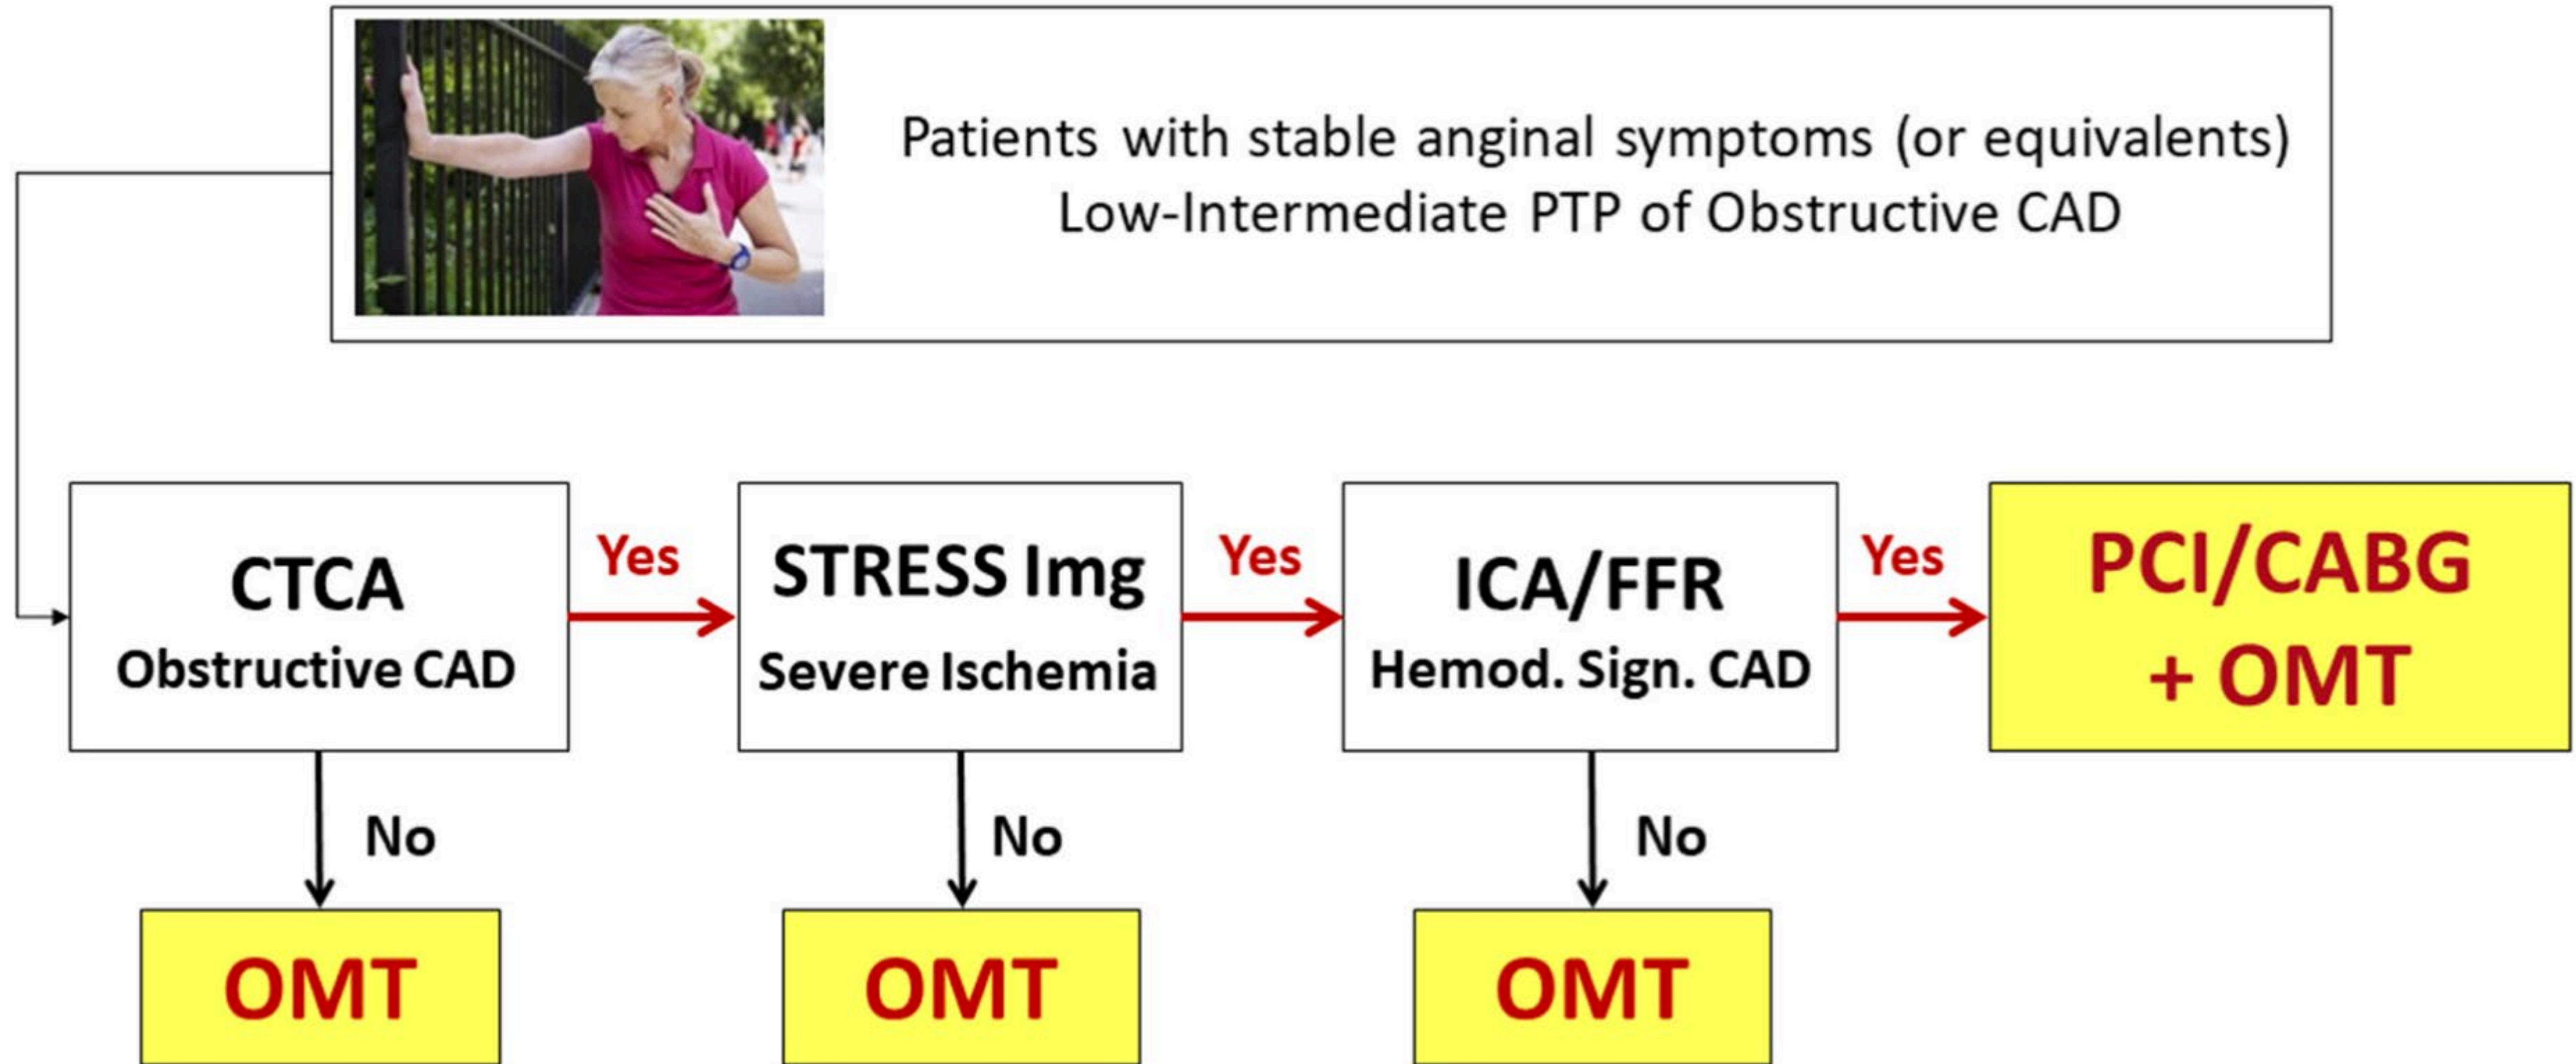 Patients with stable anginal symptoms (or equivalents)
Low-Intermediate PTP of Obstructive CAD
CTCA
Obstructive CAD
Yes
STRESS Img
Severe Ischemia
Yes
ICA/FFR
Hemod. Sign. CAD
Yes
PCI/CABG
+ OMT
No
No
No
OMT
OMT
OMT